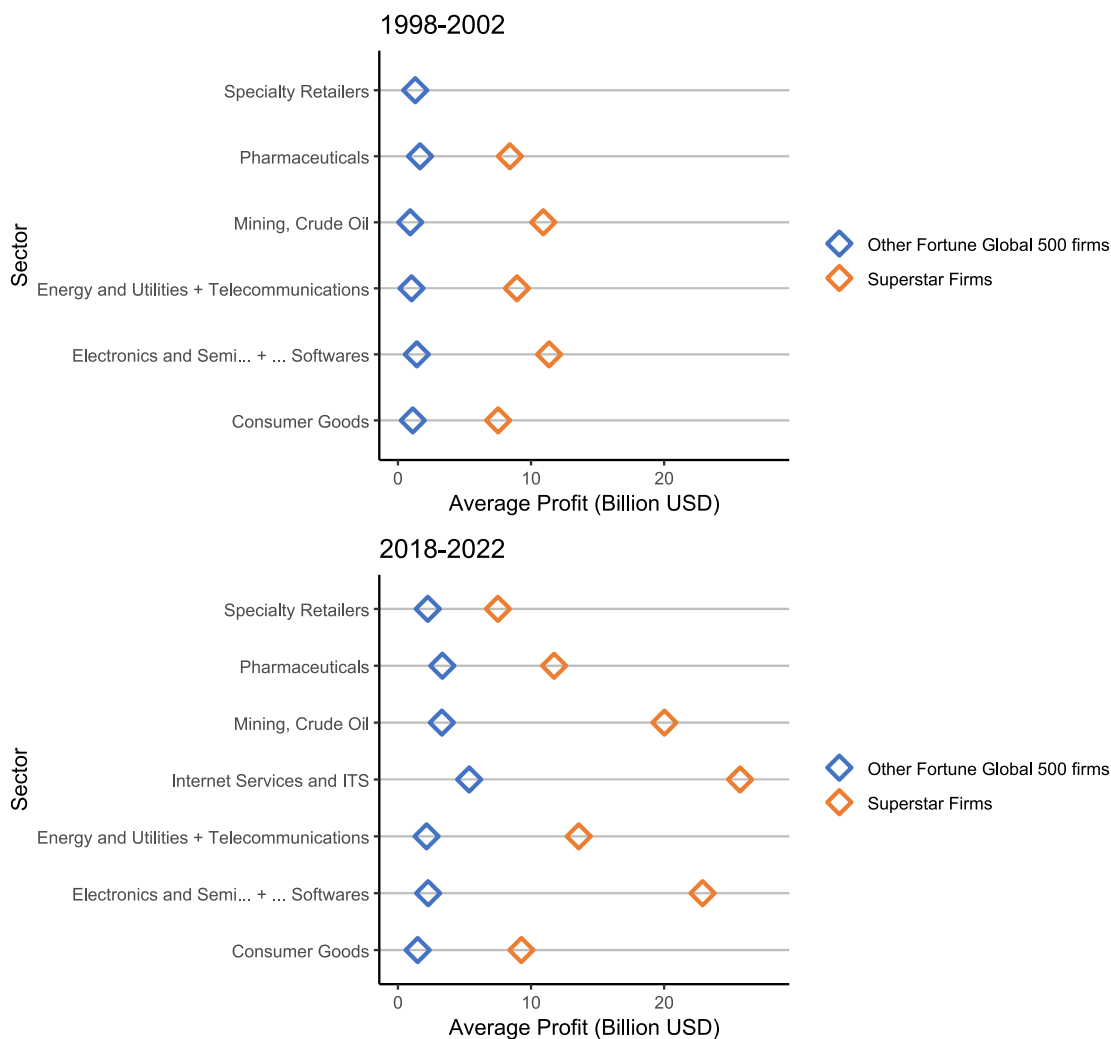 1998-2002
Sector
Specialty Retailers
Pharmaceuticals
Mining, Crude Oil
Energy and Utilities + Telecommunications
Electronics and Semi... + ... Softwares
Consumer Goods
0 10 20
Average Profit (Billion USD)
Other Fortune Global 500 firms
Superstar Firms
2018-2022
Sector
Specialty Retailers
Pharmaceuticals
Mining, Crude Oil
Internet Services and ITS
Energy and Utilities + Telecommunications
Electronics and Semi... + ... Softwares
Consumer Goods
0 10 20
Average Profit (Billion USD)
Other Fortune Global 500 firms
Superstar Firms